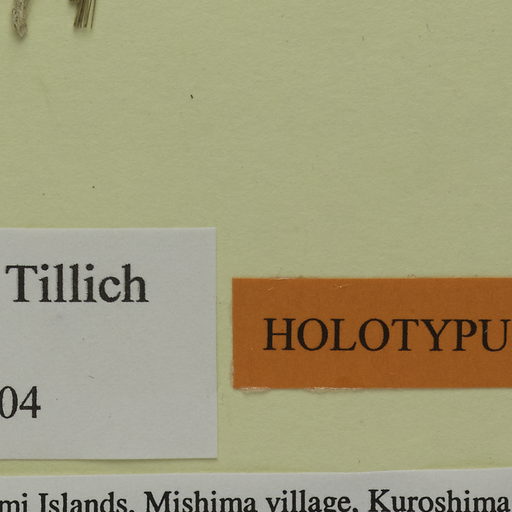 Tillich
HOLOTYPU
04
mi Islands, Mishima village, Kuroshima